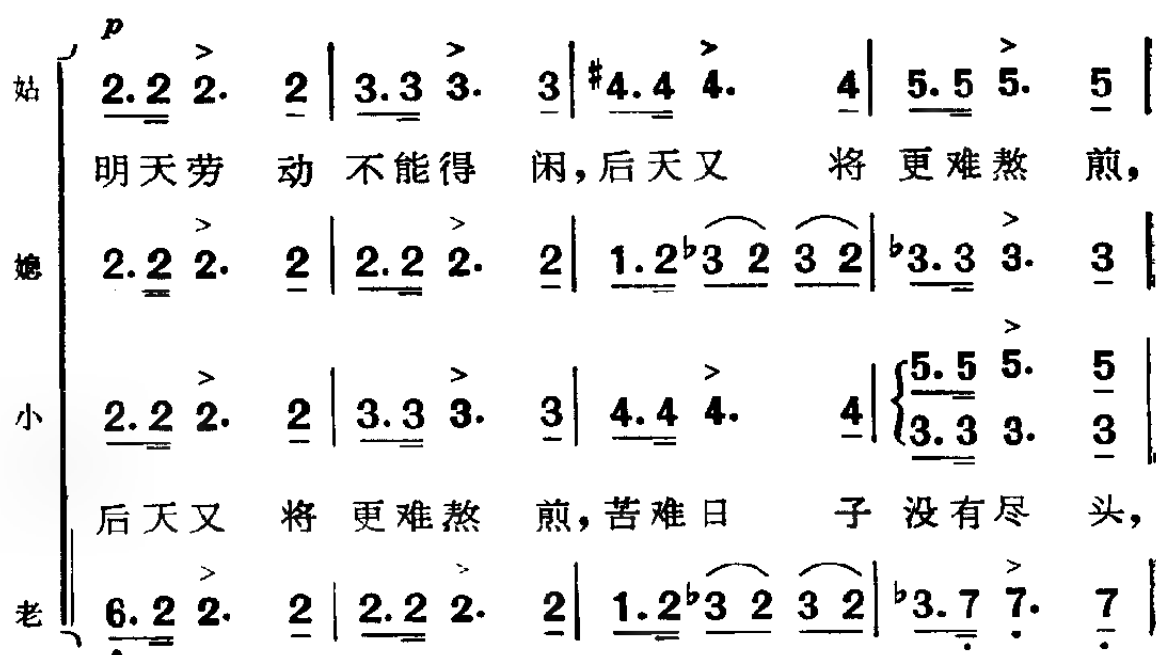 p
姑 2.2 2. 2 | 3.3 3. 3 | #4.4 4. 4 | 5.5 5. 5
明天劳 动 不能得 闲,后天又 将 更难熬 煎,
媳 2.2 2. 2 | 2.2 2. 2 | 1.2 ♭3 2 3 2 | ♭3.3 3. 3
5.5 5. 5
小 2.2 2. 2 | 3.3 3. 3 | 4.4 4. 4 | 3.3 3. 3
后天又 将 更难熬 煎,苦难日 子 没有尽 头,
老 6.2 2. 2 | 2.2 2. 2 | 1.2 ♭3 2 3 2 | ♭3.7 7. 7